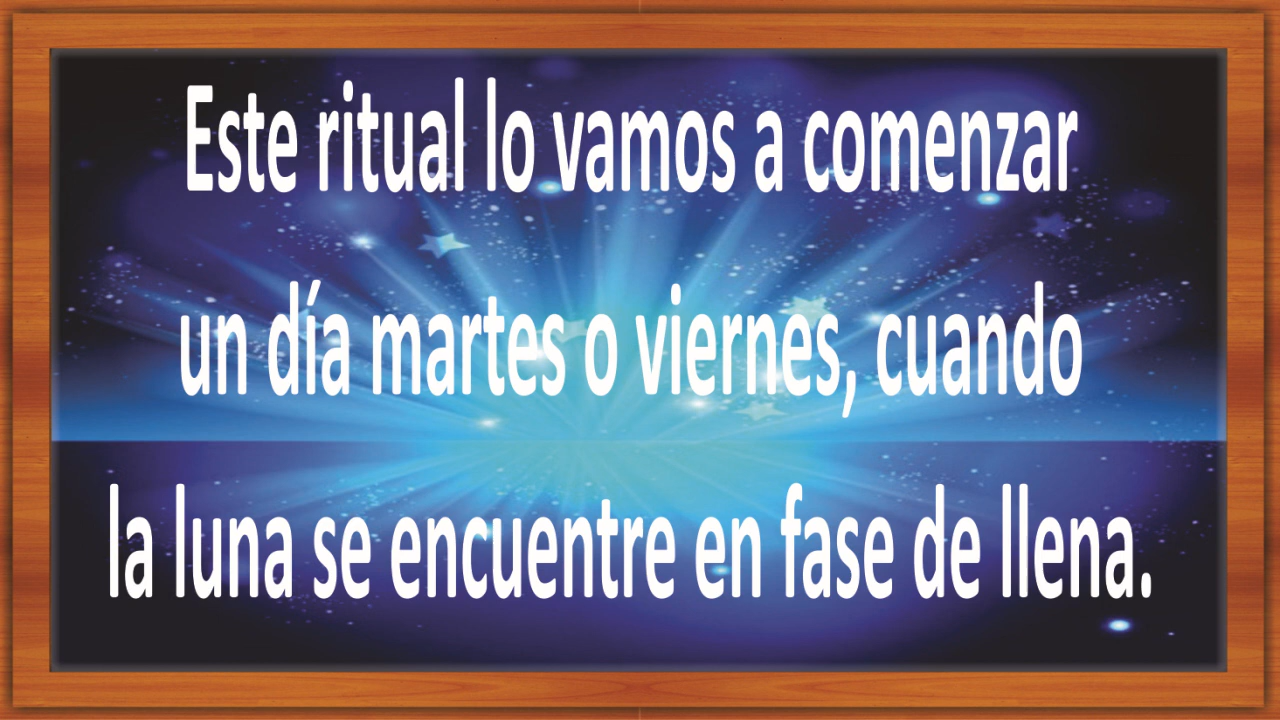 Este ritual lo vamos a comenzar
un día martes o viernes, cuando
la luna se encuentre en fase de llena.